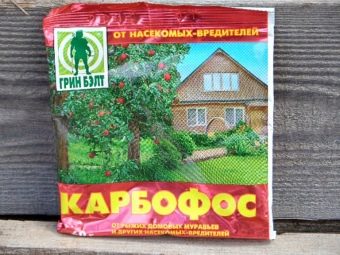 ОТ НАСЕКОМЫХ-ВРЕДИТЕЛЕЙ
ГРИН БЭЛТ
КАРБОФОС
ОТ РЫЖИХ ДОМОВЫХ МУРАВЬЕВ
И ДРУГИХ НАСЕКОМЫХ-ВРЕДИТЕЛЕЙ